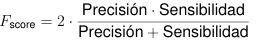 F_score = 2 · (Precisión · Sensibilidad) / (Precisión + Sensibilidad)